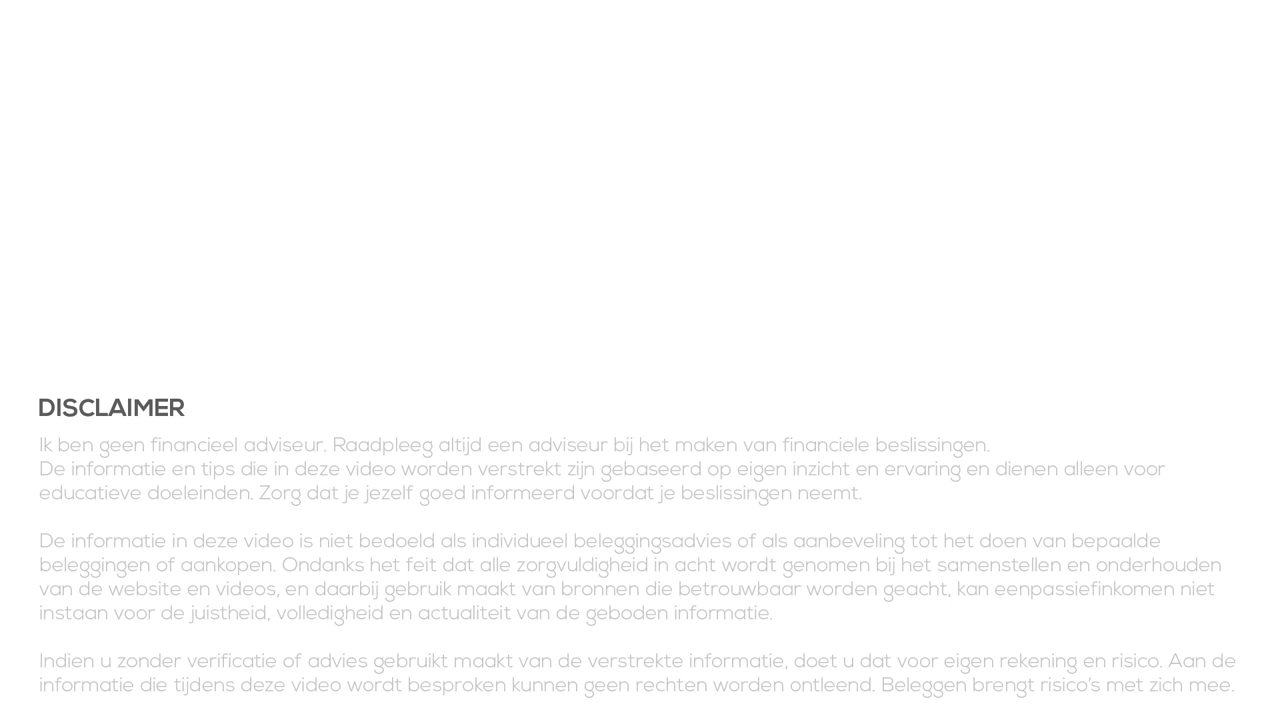 DISCLAIMER
Ik ben geen financieel adviseur. Raadpleeg altijd een adviseur bij het maken van financiele beslissingen.
De informatie en tips die in deze video worden verstrekt zijn gebaseerd op eigen inzicht en ervaring en dienen alleen voor
educatieve doeleinden. Zorg dat je jezelf goed informeerd voordat je beslissingen neemt.
De informatie in deze video is niet bedoeld als individueel beleggingsadvies of als aanbeveling tot het doen van bepaalde
beleggingen of aankopen. Ondanks het feit dat alle zorgvuldigheid in acht wordt genomen bij het samenstellen en onderhouden
van de website en videos, en daarbij gebruik maakt van bronnen die betrouwbaar worden geacht, kan eenpassiefinkomen niet
instaan voor de juistheid, volledigheid en actualiteit van de geboden informatie.
Indien u zonder verificatie of advies gebruikt maakt van de verstrekte informatie, doet u dat voor eigen rekening en risico. Aan de
informatie die tijdens deze video wordt besproken kunnen geen rechten worden ontleend. Beleggen brengt risico's met zich mee.